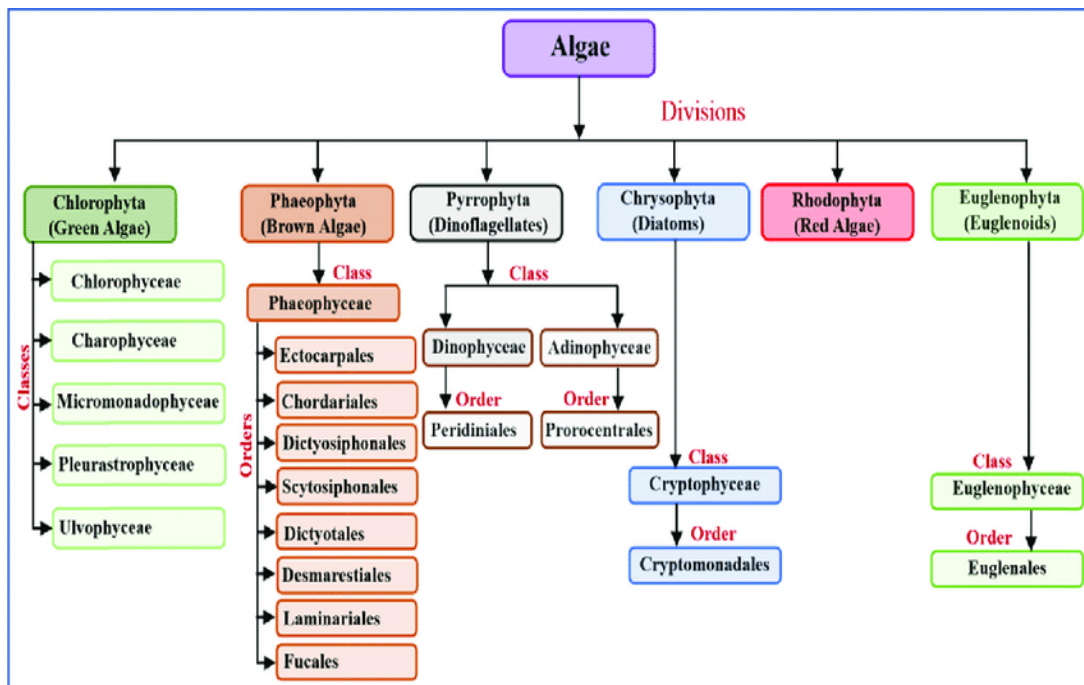 Algae
Divisions
Chlorophyta
(Green Algae)
Phaeophyta
(Brown Algae)
Pyrrophyta
(Dinoflagellates)
Chrysophyta
(Diatoms)
Rhodophyta
(Red Algae)
Euglenophyta
(Euglenoids)
Classes
Chlorophyceae
Charophyceae
Micromonadophyceae
Pleurastrophyceae
Ulvophyceae
Class
Phaeophyceae
Orders
Ectocarpales
Chordariales
Dictyosiphonales
Scytosiphonales
Dictyotales
Desmarestiales
Laminariales
Fucales
Class
Dinophyceae
Adinophyceae
Order
Order
Peridiniales
Prorocentrales
Class
Cryptophyceae
Order
Cryptomonadales
Class
Euglenophyceae
Order
Euglenales